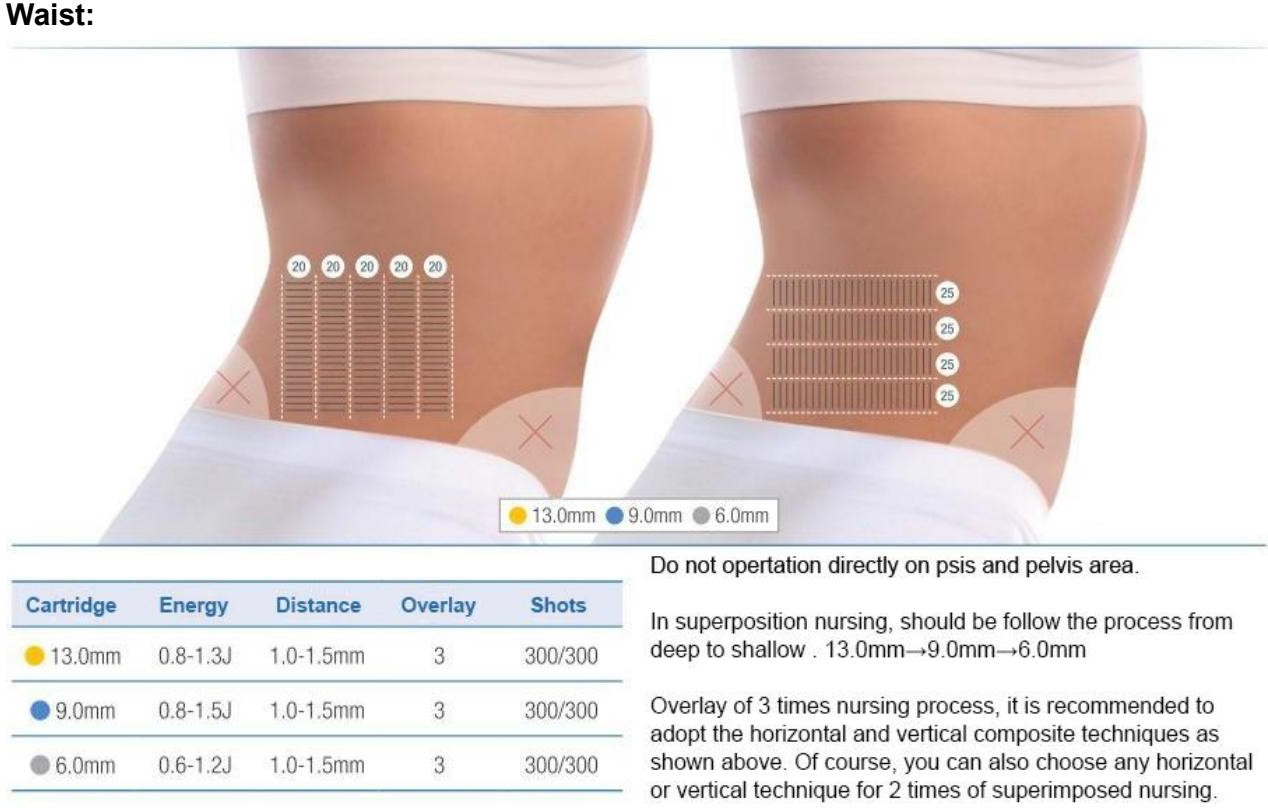 Waist:
20 20 20 20 20
25
25
25
25
13.0mm 9.0mm 6.0mm
Cartridge Energy Distance Overlay Shots
13.0mm 0.8-1.3J 1.0-1.5mm 3 300/300
9.0mm 0.8-1.5J 1.0-1.5mm 3 300/300
6.0mm 0.6-1.2J 1.0-1.5mm 3 300/300
Do not opertation directly on psis and pelvis area.
In superposition nursing, should be follow the process from
deep to shallow . 13.0mm→9.0mm→6.0mm
Overlay of 3 times nursing process, it is recommended to
adopt the horizontal and vertical composite techniques as
shown above. Of course, you can also choose any horizontal
or vertical technique for 2 times of superimposed nursing.